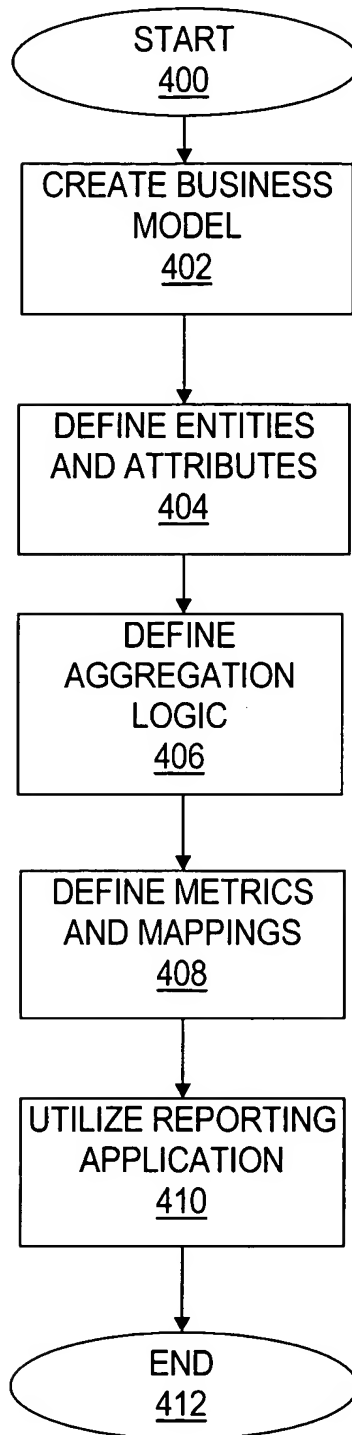 START
400
CREATE BUSINESS
MODEL
402
DEFINE ENTITIES
AND ATTRIBUTES
404
DEFINE
AGGREGATION
LOGIC
406
DEFINE METRICS
AND MAPPINGS
408
UTILIZE REPORTING
APPLICATION
410
END
412